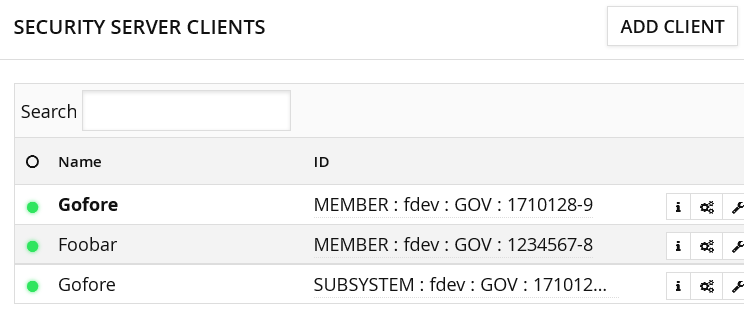 SECURITY SERVER CLIENTS ADD CLIENT
Search
Name ID
Gofore MEMBER : fdev : GOV : 1710128-9
Foobar MEMBER : fdev : GOV : 1234567-8
Gofore SUBSYSTEM : fdev : GOV : 171012...